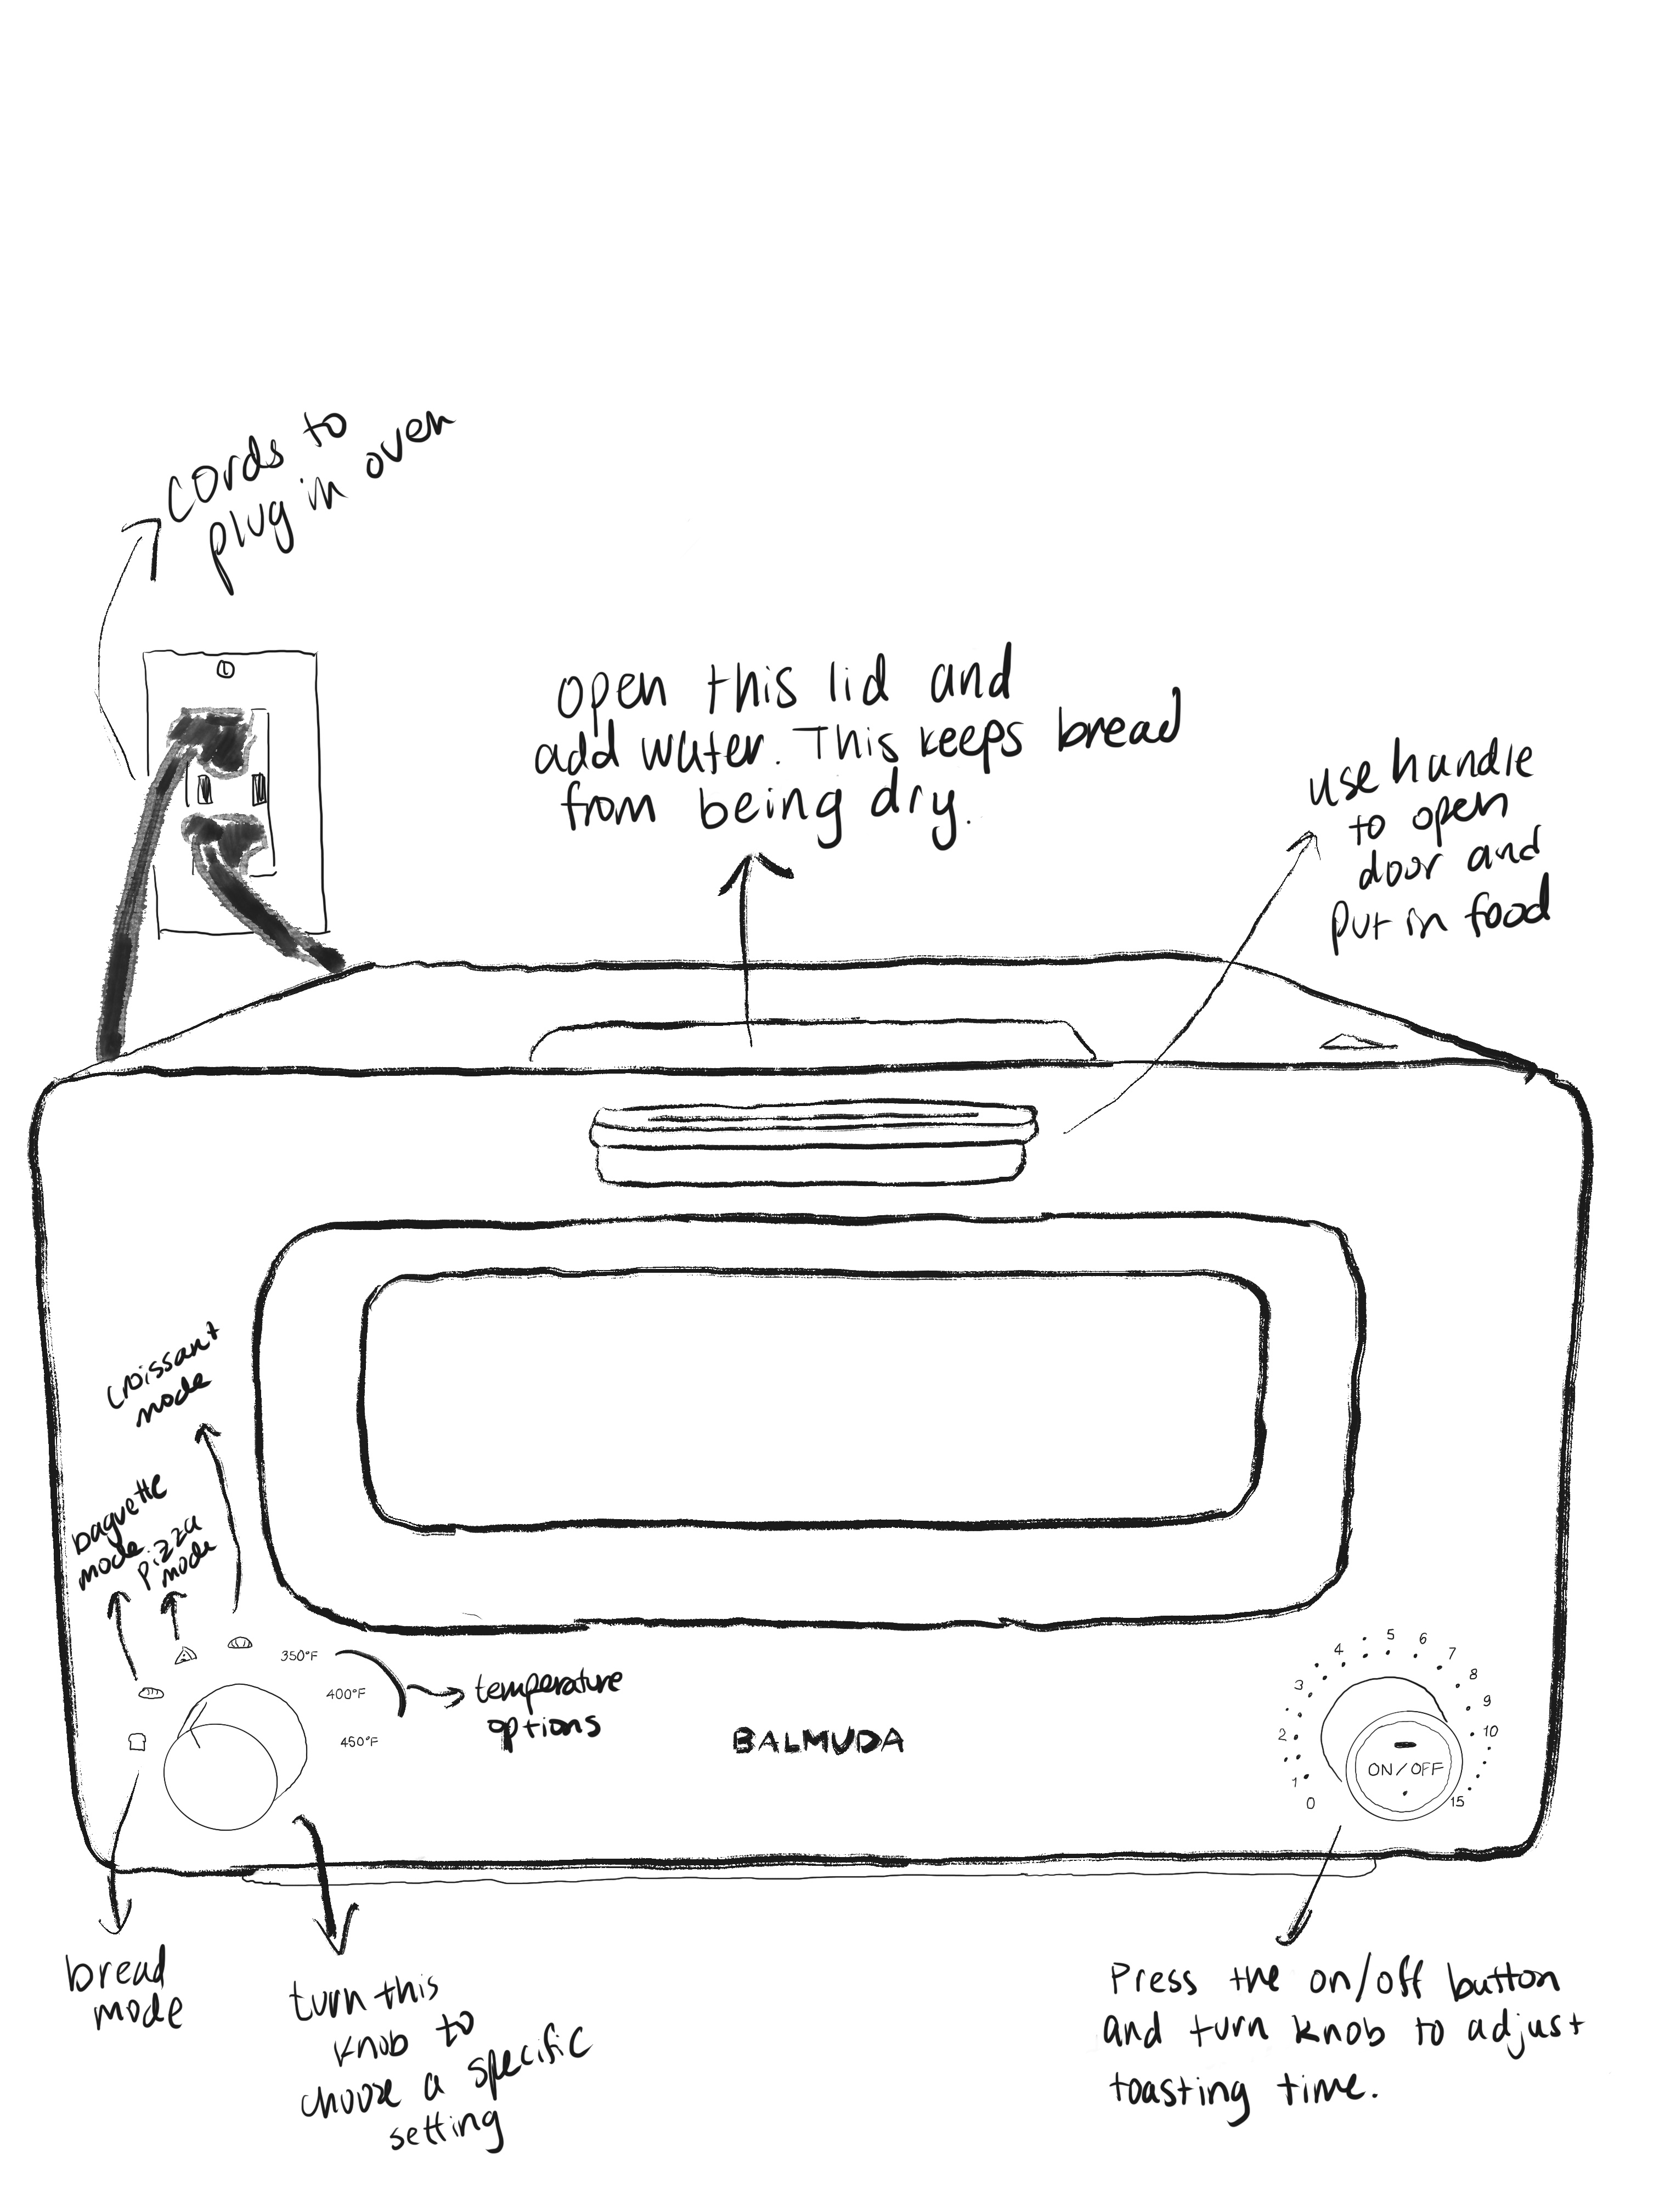 cords to
plug in oven
open this lid and
add water. This keeps bread
from being dry.
use handle
to open
door and
put in food
croissant
mode
baguette
mode
pizza
mode
350°F
400°F
450°F
temperature
options
BALMUDA
0
1
2
3
4
5
6
7
8
9
10
15
ON/OFF
bread
mode
turn this
knob to
choose a specific
setting
Press the on/off button
and turn knob to adjust
toasting time.